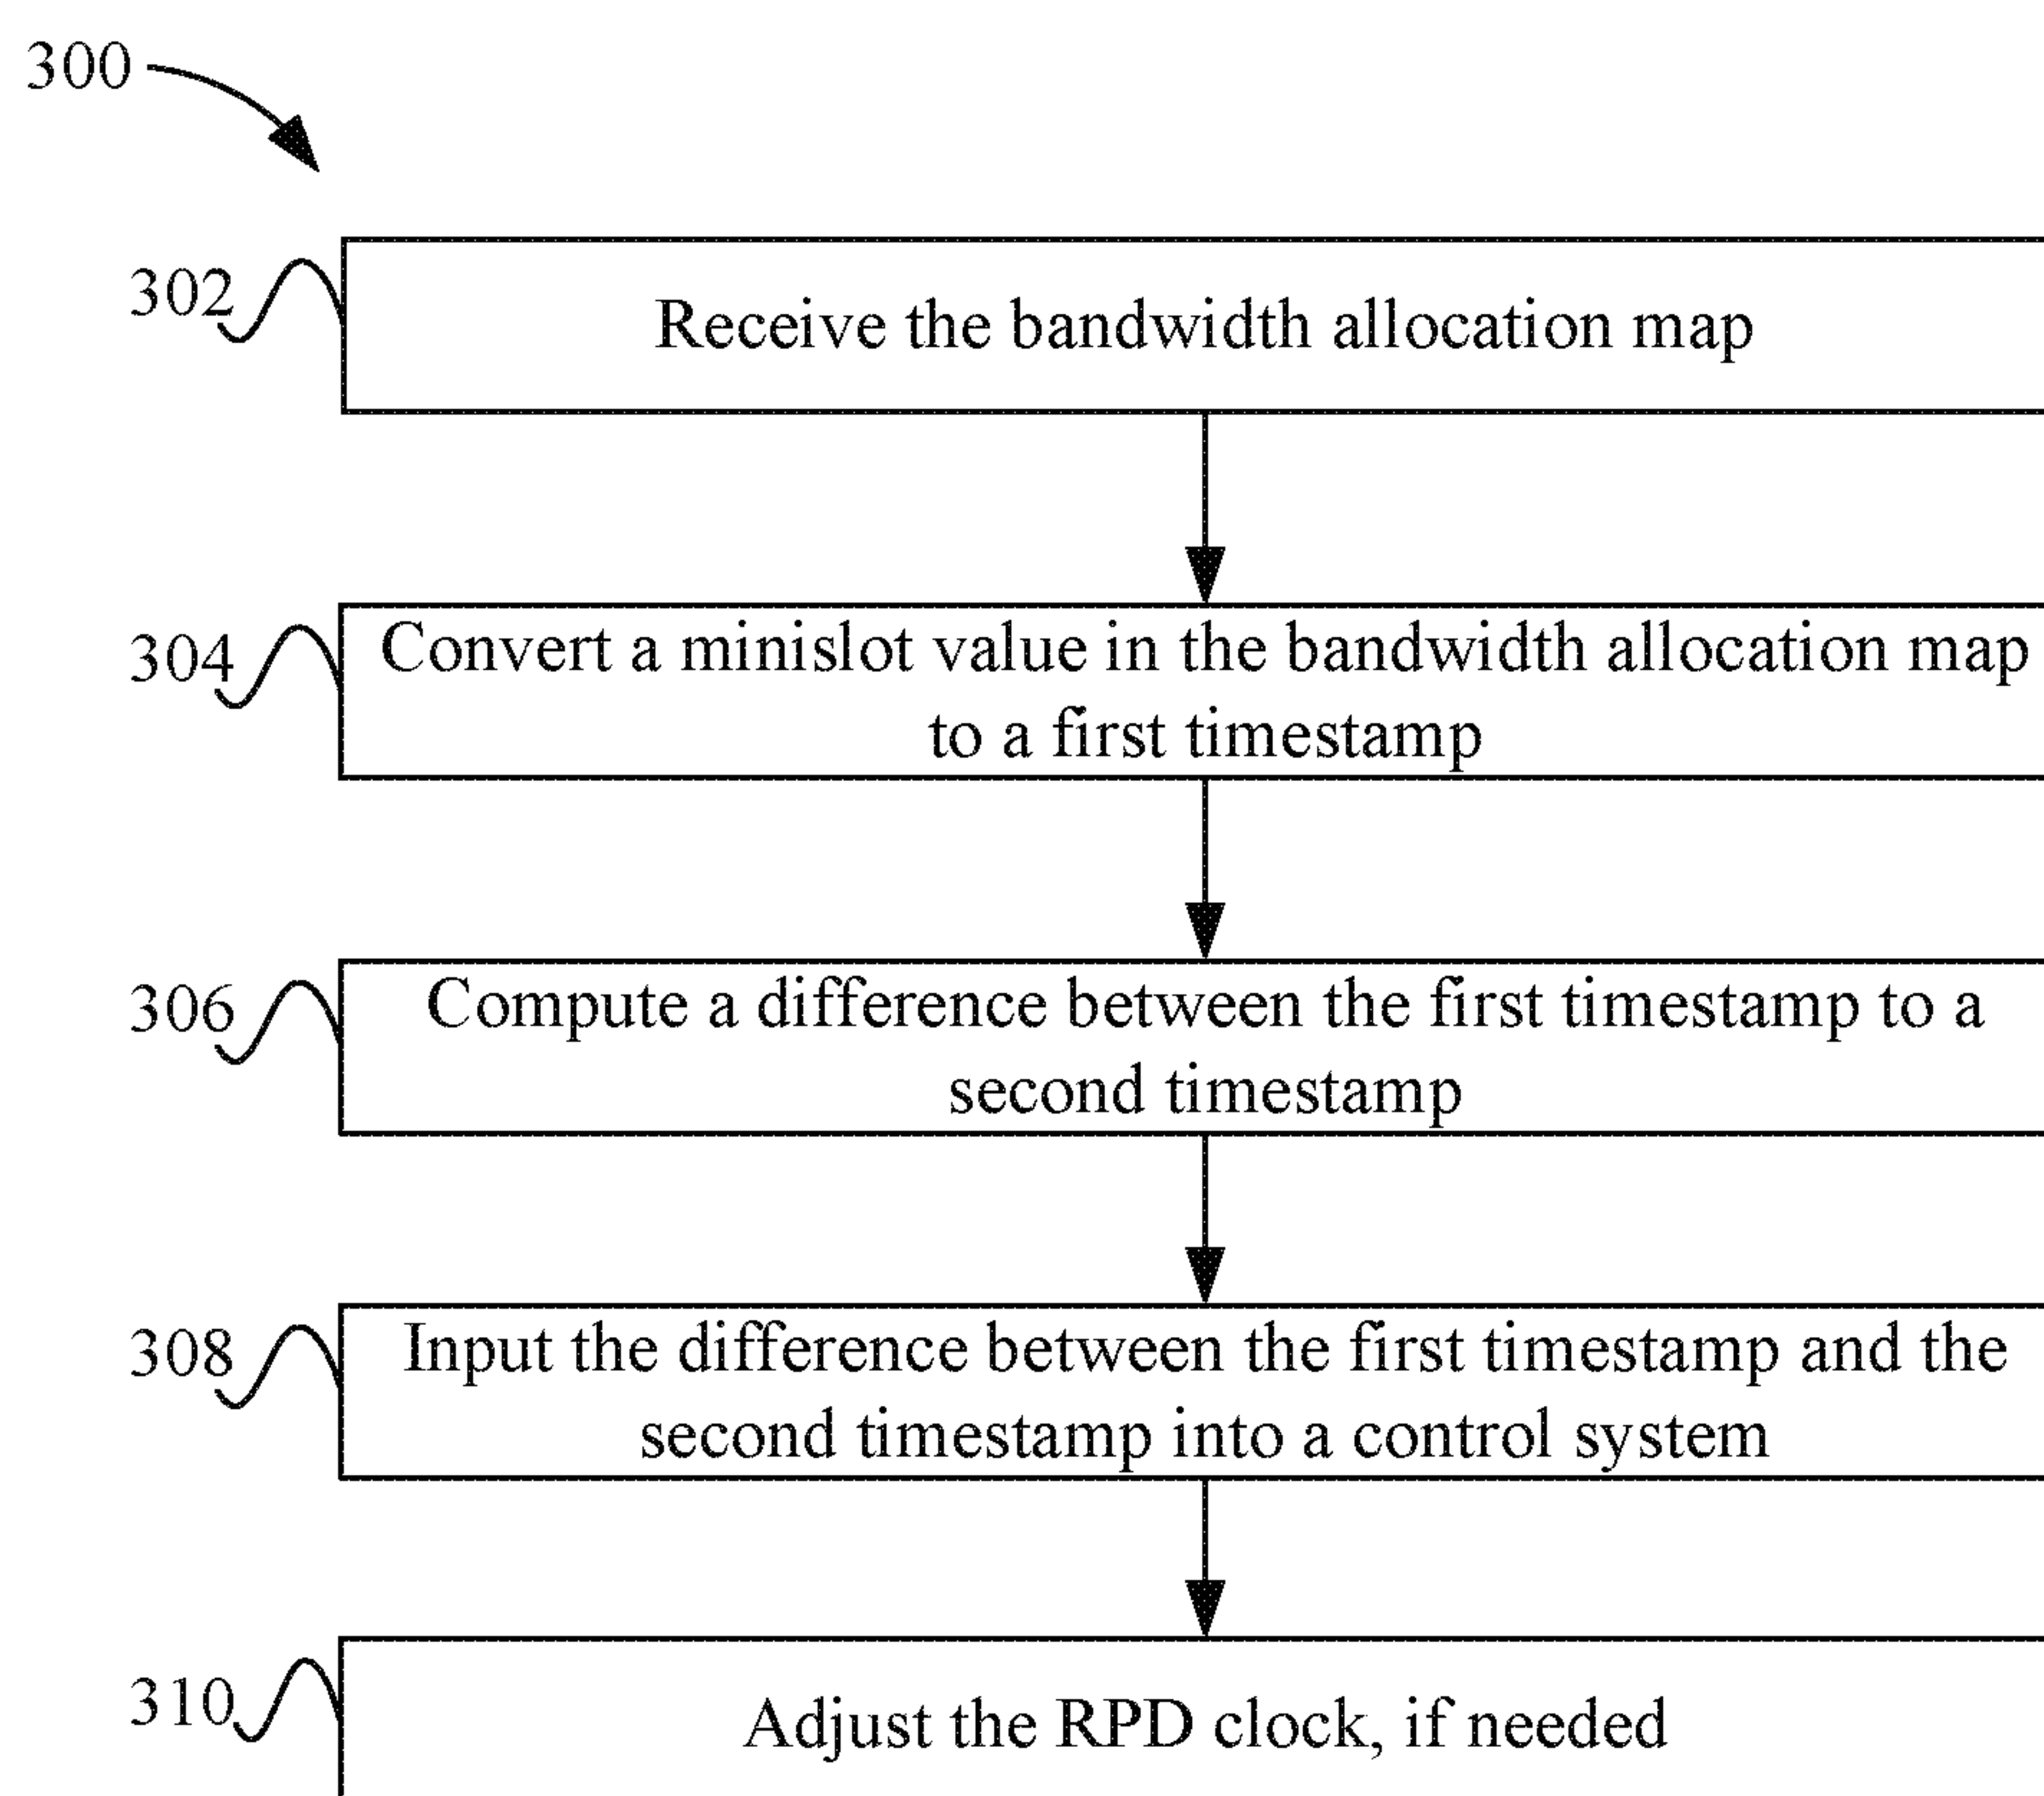 300
302
Receive the bandwidth allocation map
304
Convert a minislot value in the bandwidth allocation map
to a first timestamp
306
Compute a difference between the first timestamp to a
second timestamp
308
Input the difference between the first timestamp and the
second timestamp into a control system
310
Adjust the RPD clock, if needed